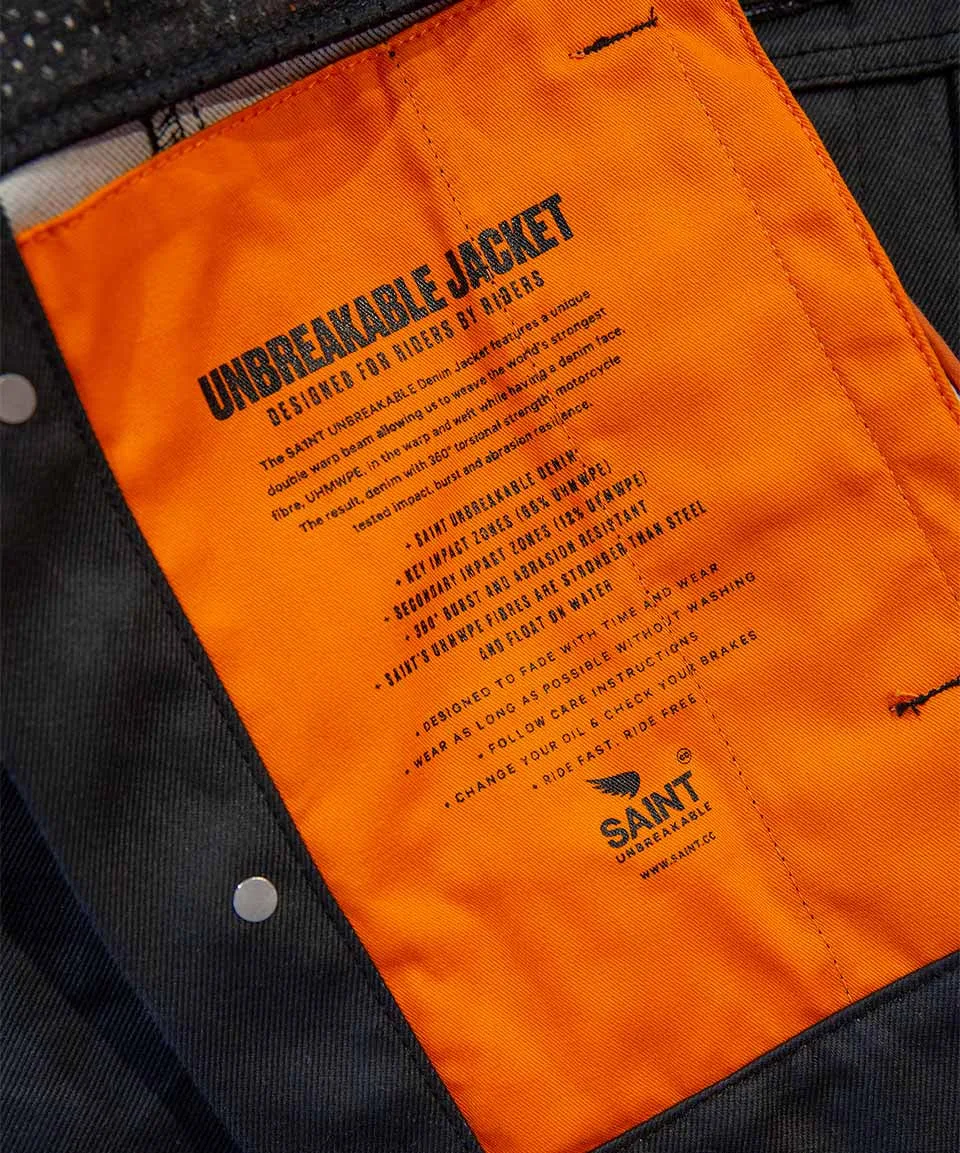 UNBREAKABLE JACKET
DESIGNED FOR RIDERS BY RIDERS
The SA1NT UNBREAKABLE Denim Jacket features a unique
double warp beam allowing us to weave the world's strongest
fibre, UHMWPE, in the warp and weft while having a denim face.
The result, denim with 360° torsional strength, motorcycle
tested impact, burst and abrasion resilience.
+ SAINT UNBREAKABLE DENIM
+ KEY IMPACT ZONES (66% UHMWPE)
+ SECONDARY IMPACT ZONES (12% UHMWPE)
+ 360° BURST AND ABRASION RESISTANT
+ SAINT'S UHMWPE FIBRES ARE STRONGER THAN STEEL
AND FLOAT ON WATER
• DESIGNED TO FADE WITH TIME AND WEAR
• WEAR AS LONG AS POSSIBLE WITHOUT WASHING
• FOLLOW CARE INSTRUCTIONS
• CHANGE YOUR OIL & CHECK YOUR BRAKES
• RIDE FAST, RIDE FREE
SA1NT
UNBREAKABLE
WWW.SA1NT.CC